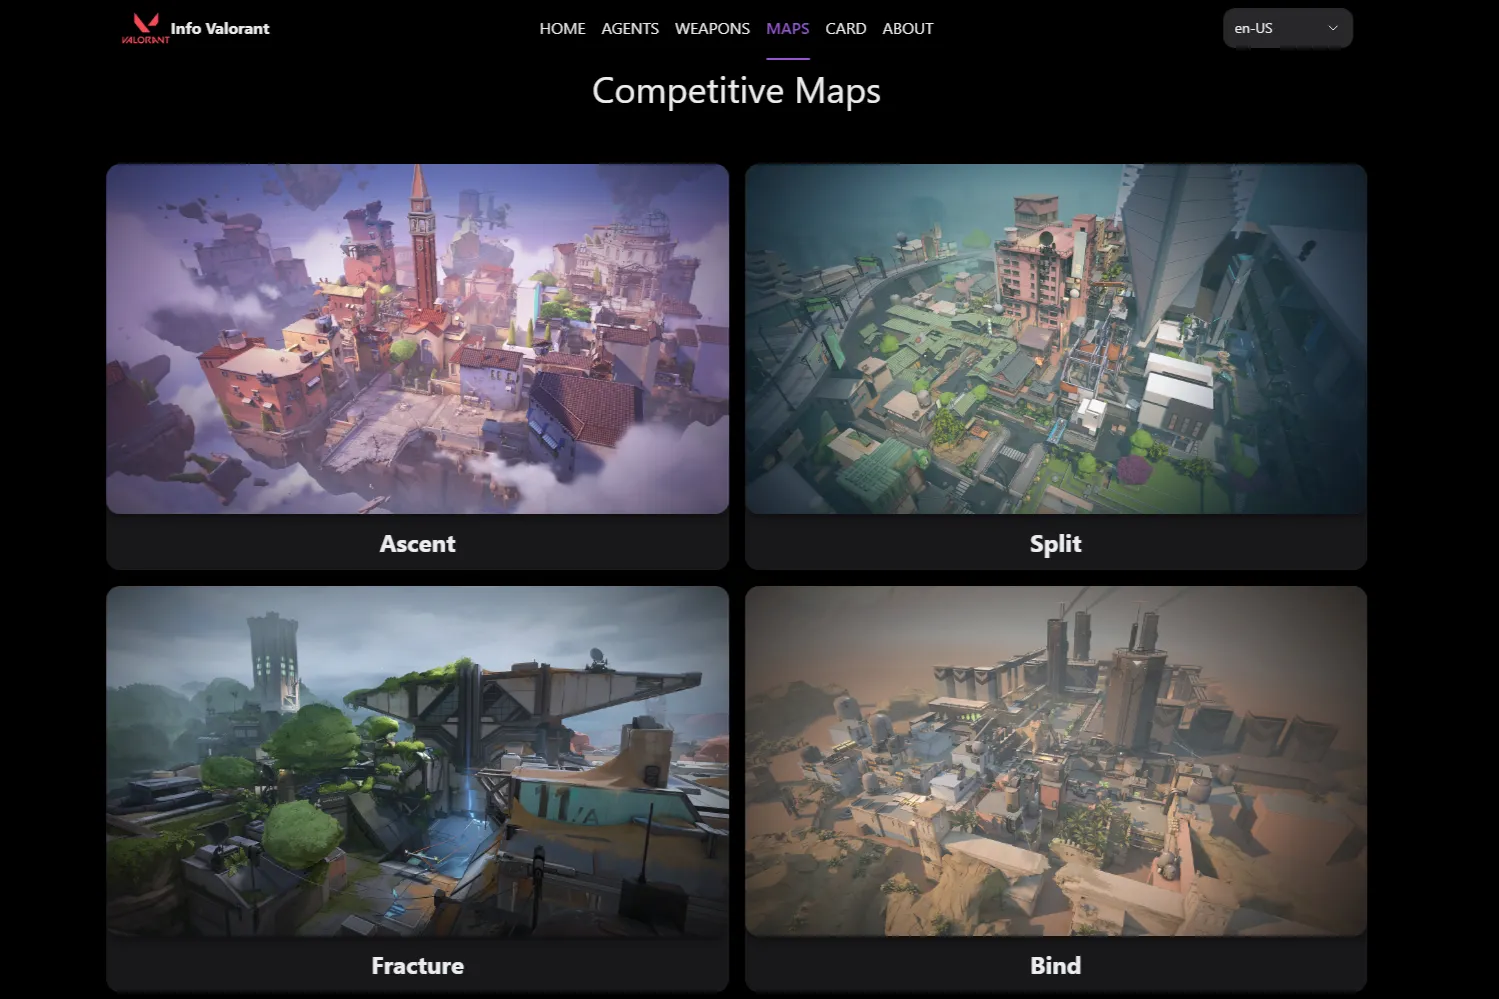 VALORANT Info Valorant
HOME AGENTS WEAPONS MAPS CARD ABOUT
en-US
Competitive Maps
Ascent
Split
Fracture
Bind